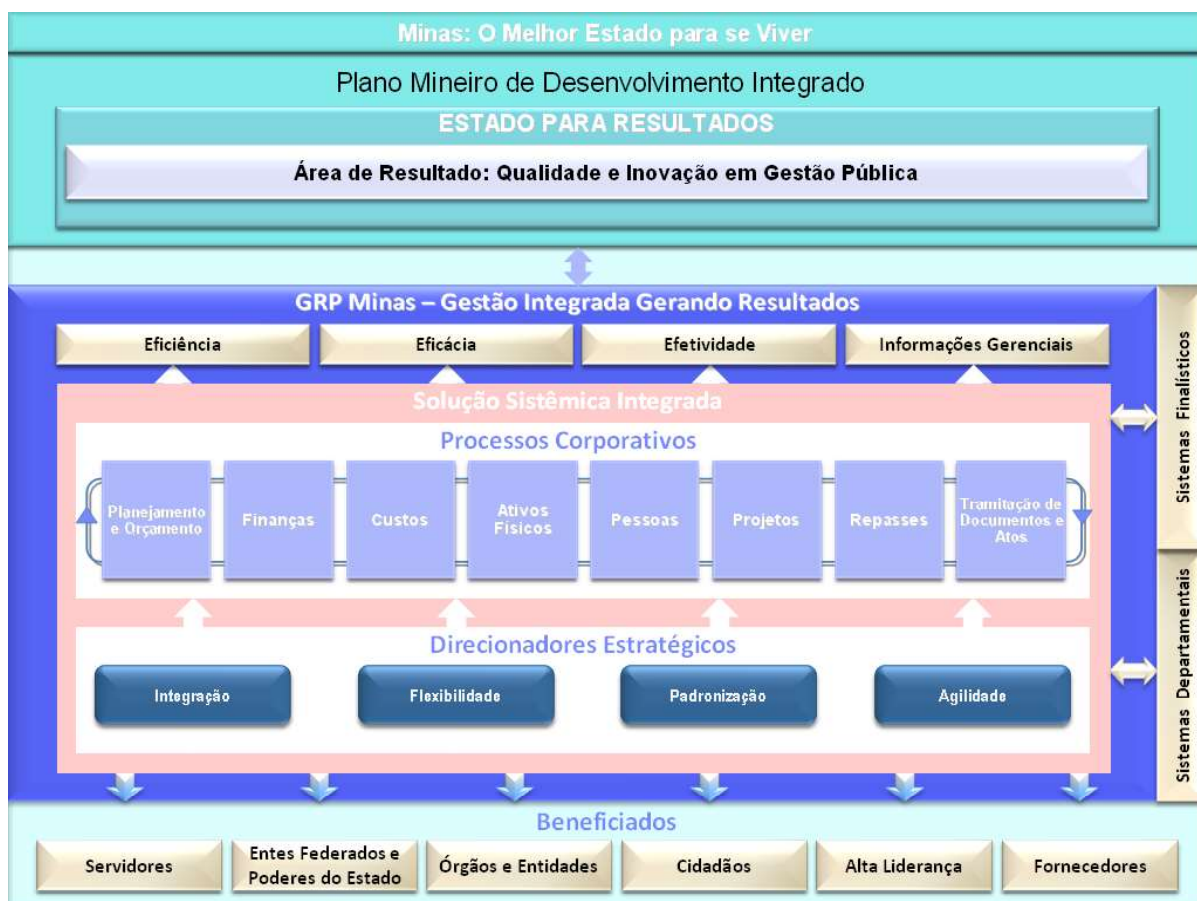 Minas: O Melhor Estado para se Viver
Plano Mineiro de Desenvolvimento Integrado
ESTADO PARA RESULTADOS
Área de Resultado: Qualidade e Inovação em Gestão Pública
GRP Minas – Gestão Integrada Gerando Resultados
Eficiência
Eficácia
Efetividade
Informações Gerenciais
Solução Sistêmica Integrada
Processos Corporativos
Planejamento
e Orçamento
Finanças
Custos
Ativos
Físicos
Pessoas
Projetos
Repasses
Tramitação de
Documentos e
Atos
Direcionadores Estratégicos
Integração
Flexibilidade
Padronização
Agilidade
Sistemas Finalísticos
Sistemas Departamentais
Beneficiados
Servidores
Entes Federados e
Poderes do Estado
Órgãos e Entidades
Cidadãos
Alta Liderança
Fornecedores